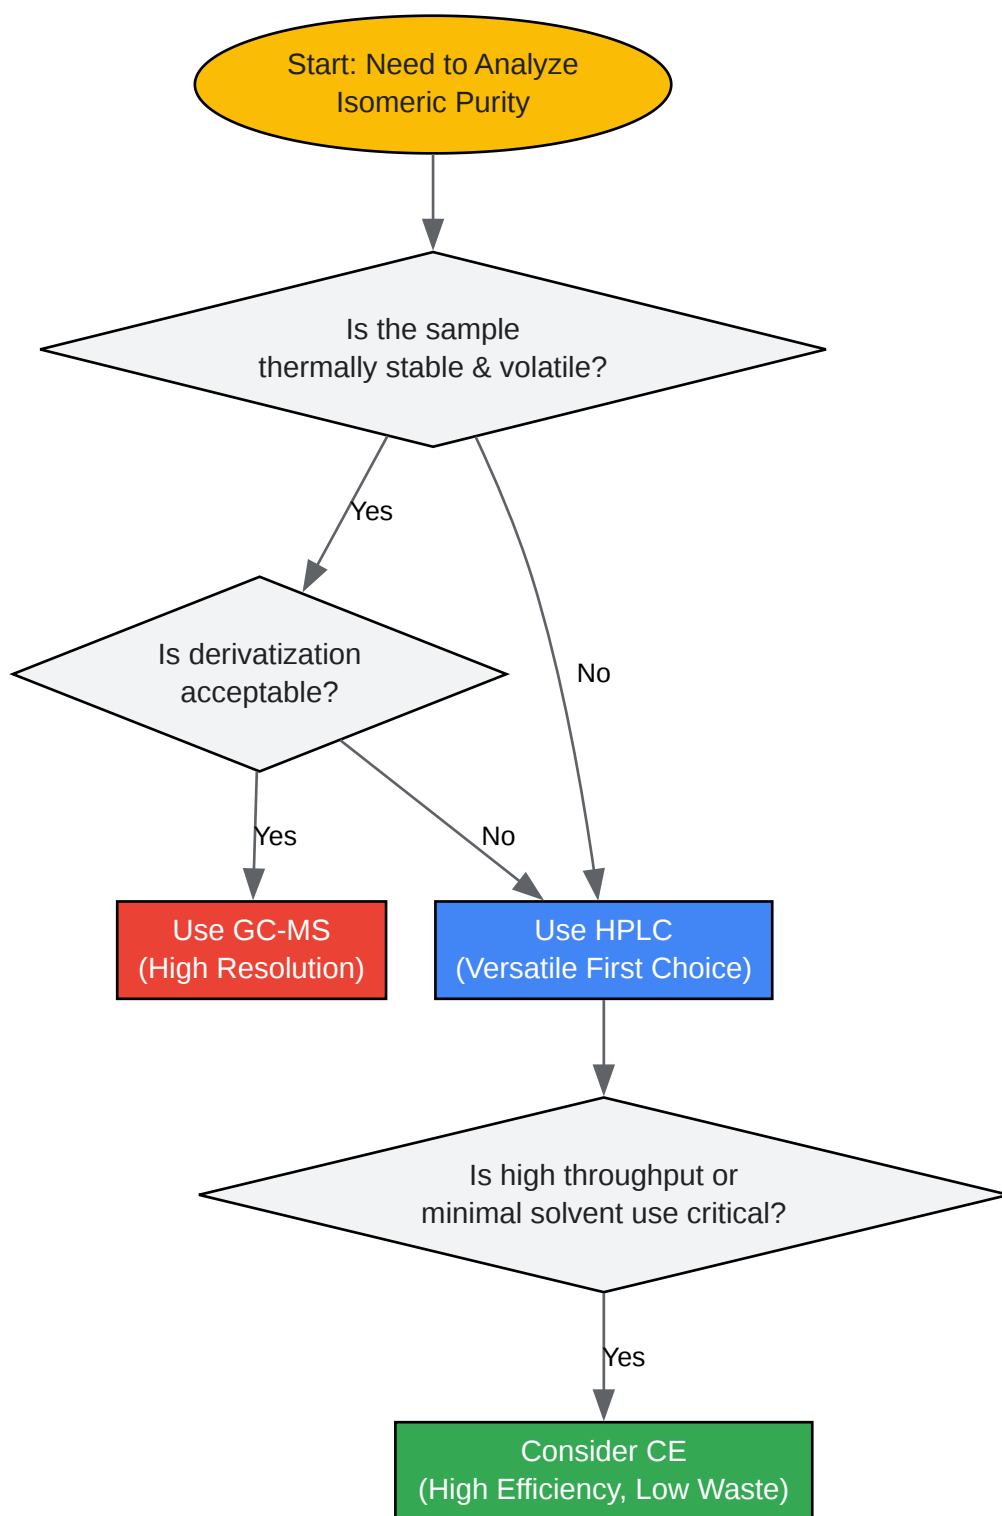 Start: Need to Analyze
Isomeric Purity
Is the sample
thermally stable & volatile?
Yes
No
Is derivatization
acceptable?
Yes
No
Use GC-MS
(High Resolution)
Use HPLC
(Versatile First Choice)
Is high throughput or
minimal solvent use critical?
Yes
Consider CE
(High Efficiency, Low Waste)